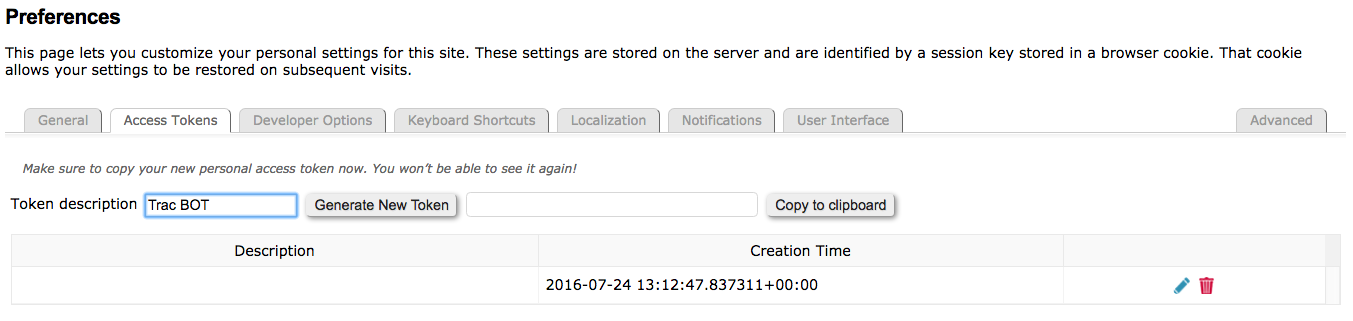 Preferences
This page lets you customize your personal settings for this site. These settings are stored on the server and are identified by a session key stored in a browser cookie. That cookie
allows your settings to be restored on subsequent visits.
General Access Tokens Developer Options Keyboard Shortcuts Localization Notifications User Interface Advanced
Make sure to copy your new personal access token now. You won’t be able to see it again!
Token description Trac BOT Generate New Token Copy to clipboard
Description Creation Time
2016-07-24 13:12:47.837311+00:00